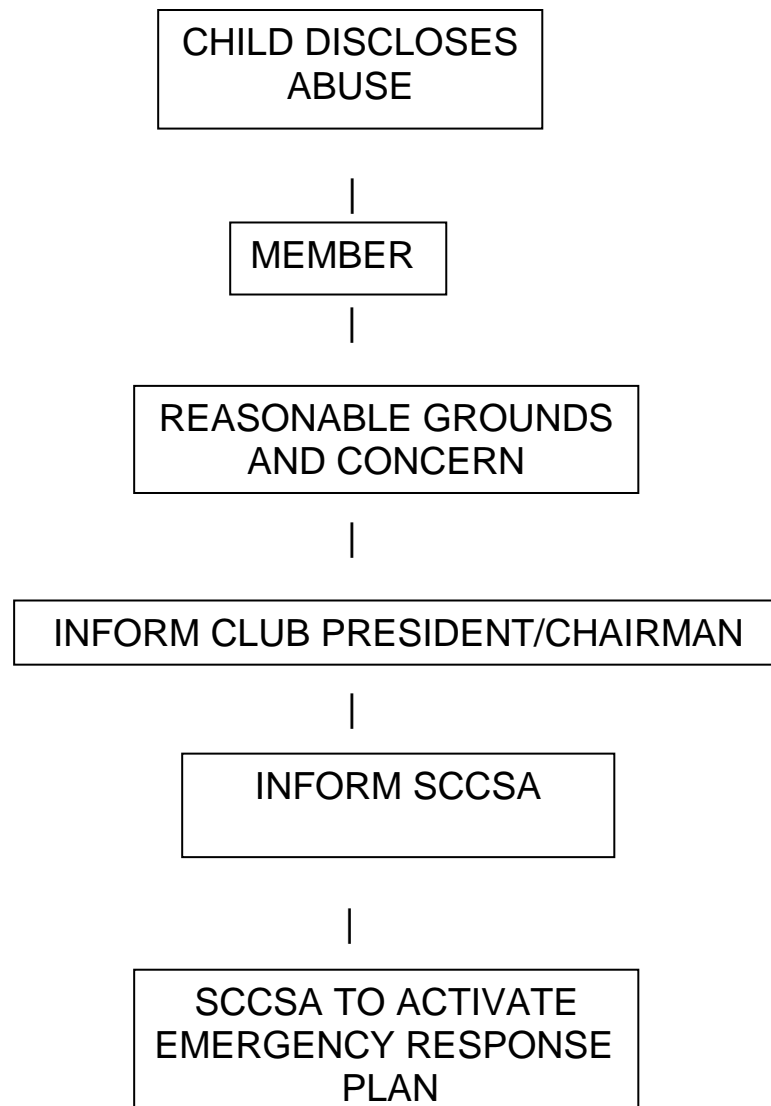 CHILD DISCLOSES
ABUSE
MEMBER
REASONABLE GROUNDS
AND CONCERN
INFORM CLUB PRESIDENT/CHAIRMAN
INFORM SCCSA
SCCSA TO ACTIVATE
EMERGENCY RESPONSE
PLAN